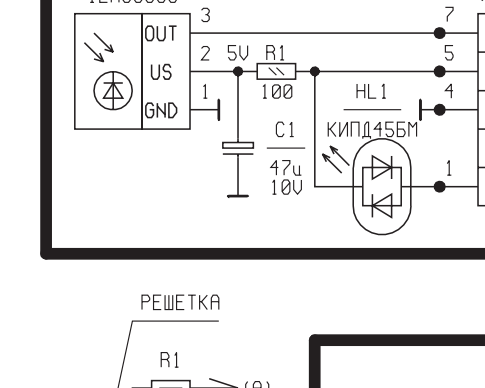 3 7
OUT
2 5V R1 5
US
100 HL1
1 4
GND
C1 КИПД45БМ
47u
10V
1
РЕШЕТКА
R1
(A)